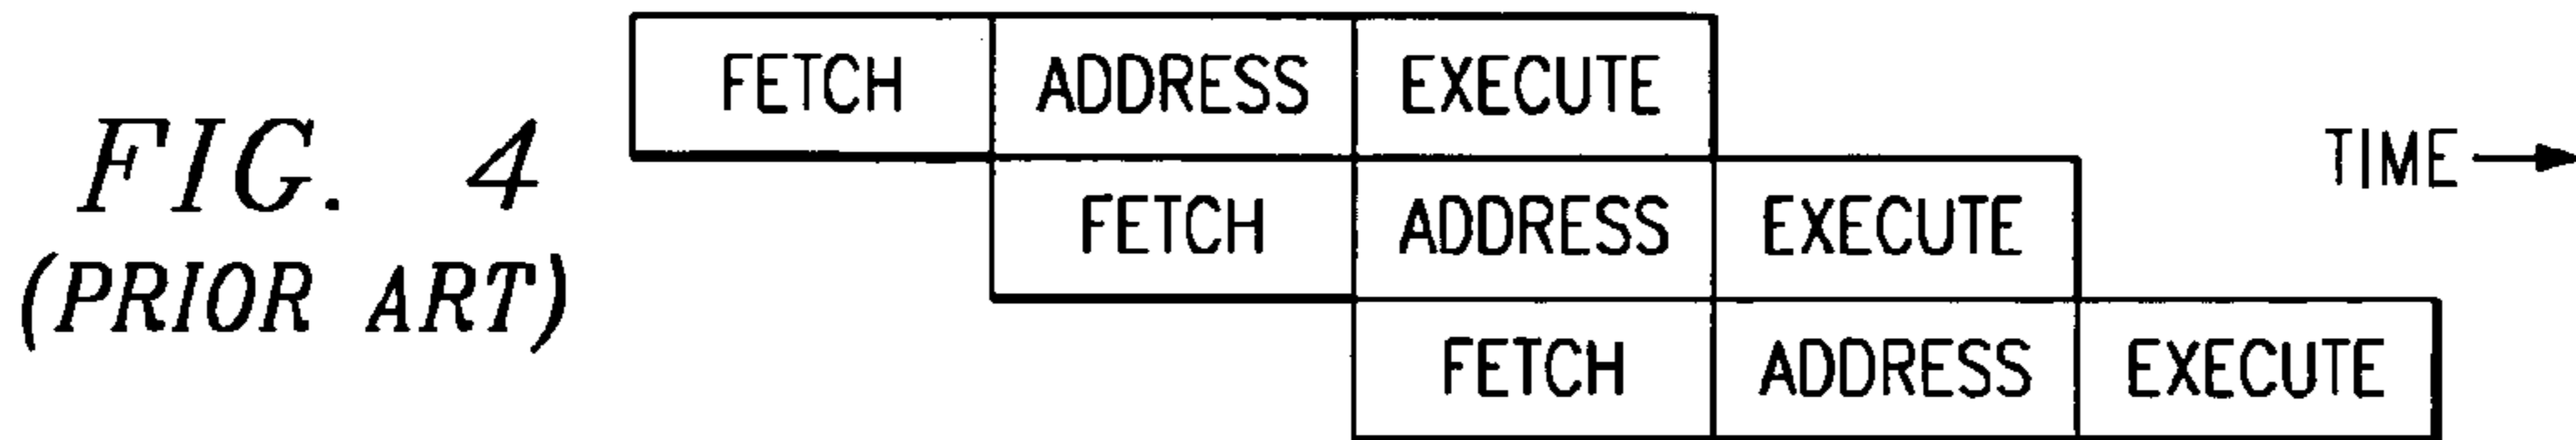 FIG. 4
(PRIOR ART)
FETCH ADDRESS EXECUTE
FETCH ADDRESS EXECUTE
FETCH ADDRESS EXECUTE
TIME